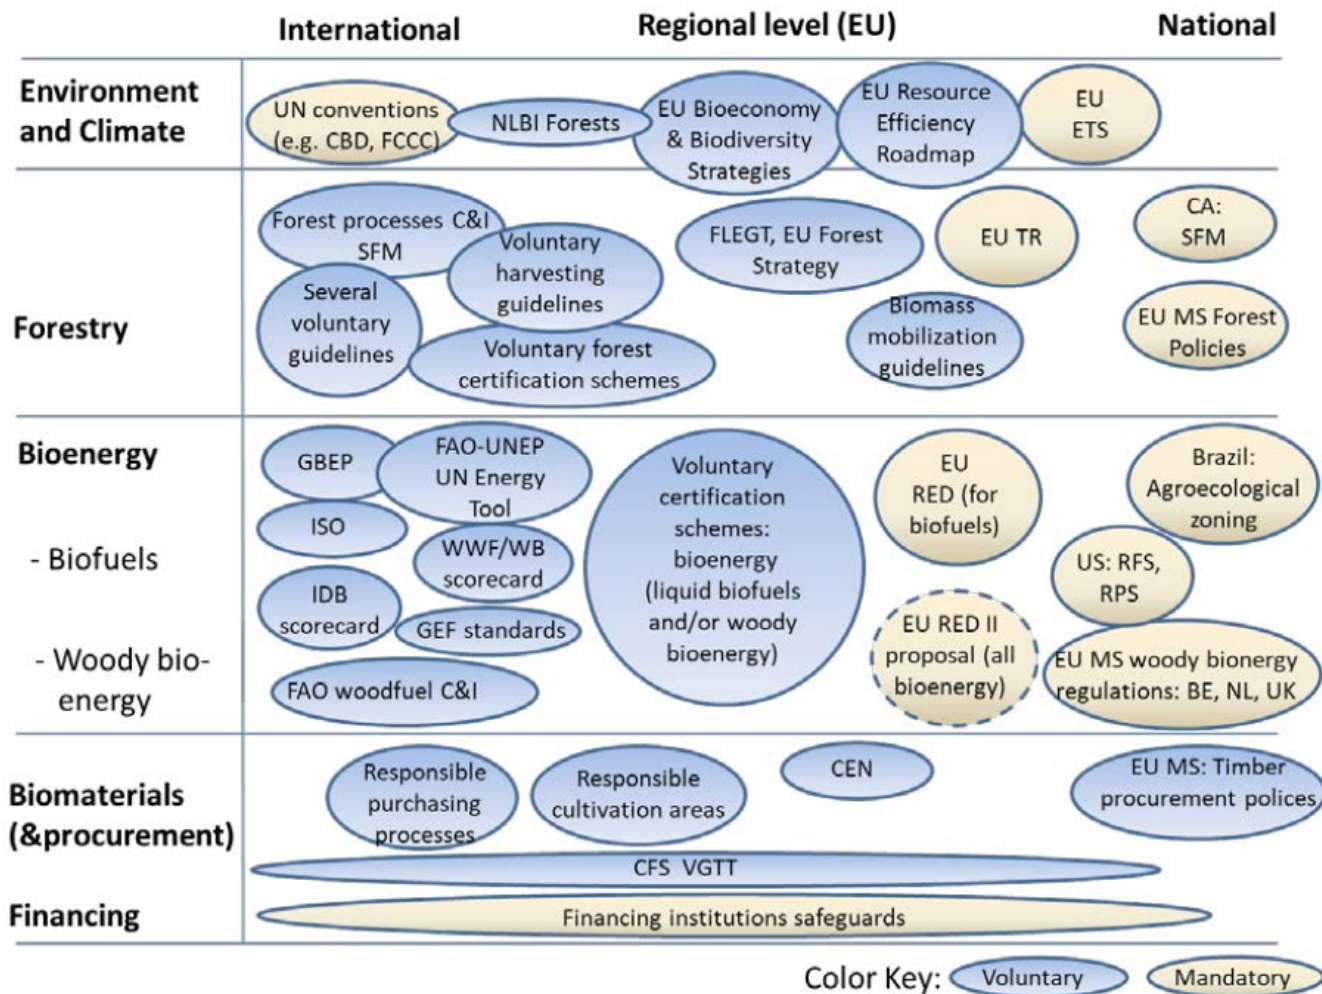 International
Regional level (EU)
National
Environment
and Climate
UN conventions
(e.g. CBD, FCCC)
NLBI Forests
EU Bioeconomy
& Biodiversity
Strategies
EU Resource
Efficiency
Roadmap
EU
ETS
Forestry
Forest processes C&I
SFM
Voluntary
harvesting
guidelines
Several
voluntary
guidelines
Voluntary forest
certification schemes
FLEGT, EU Forest
Strategy
EU TR
Biomass
mobilization
guidelines
CA:
SFM
EU MS Forest
Policies
Bioenergy
- Biofuels
- Woody bio-
energy
GBEP
FAO-UNEP
UN Energy
Tool
ISO
WWF/WB
scorecard
IDB
scorecard
GEF standards
FAO woodfuel C&I
Voluntary
certification
schemes:
bioenergy
(liquid biofuels
and/or woody
bioenergy)
EU
RED (for
biofuels)
EU RED II
proposal (all
bioenergy)
Brazil:
Agroecological
zoning
US: RFS,
RPS
EU MS woody bionergy
regulations: BE, NL, UK
Biomaterials
(&procurement)
Responsible
purchasing
processes
Responsible
cultivation areas
CEN
EU MS: Timber
procurement polices
CFS VGTT
Financing
Financing institutions safeguards
Color Key:
Voluntary
Mandatory